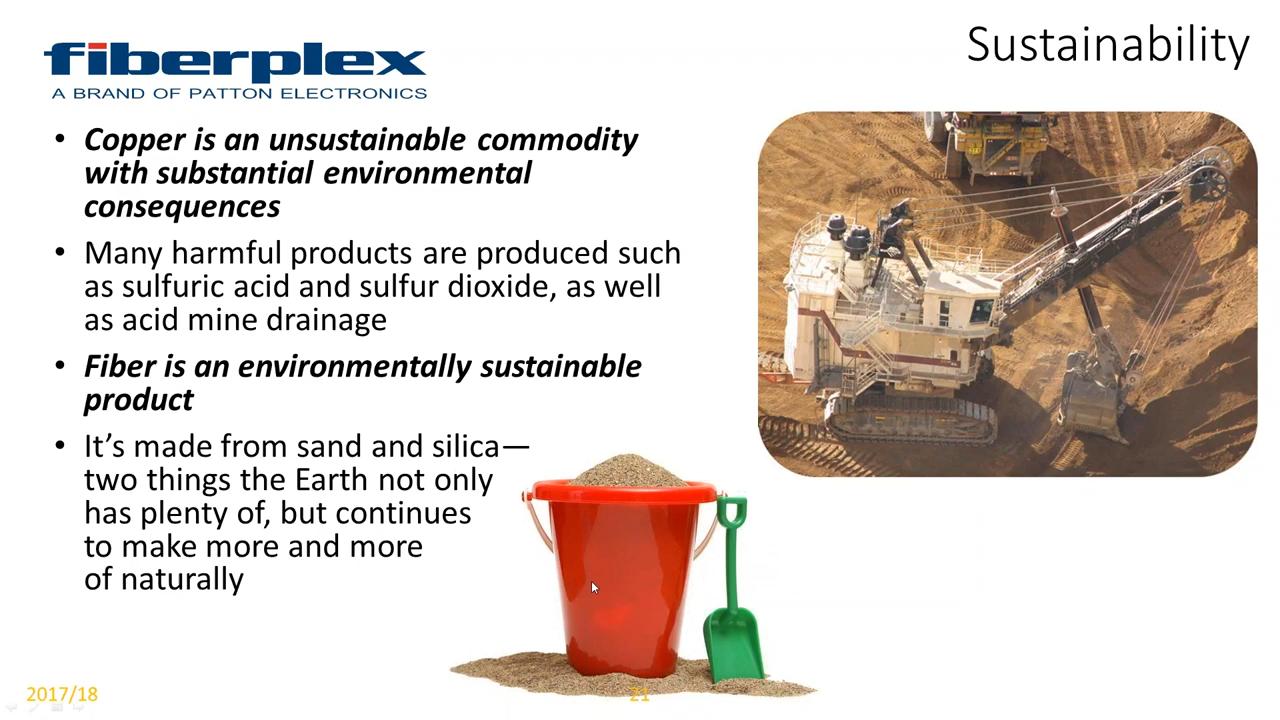 fiberplex
A BRAND OF PATTON ELECTRONICS
Sustainability
• Copper is an unsustainable commodity
with substantial environmental
consequences
• Many harmful products are produced such
as sulfuric acid and sulfur dioxide, as well
as acid mine drainage
• Fiber is an environmentally sustainable
product
• It’s made from sand and silica—
two things the Earth not only
has plenty of, but continues
to make more and more
of naturally
2017/18
21